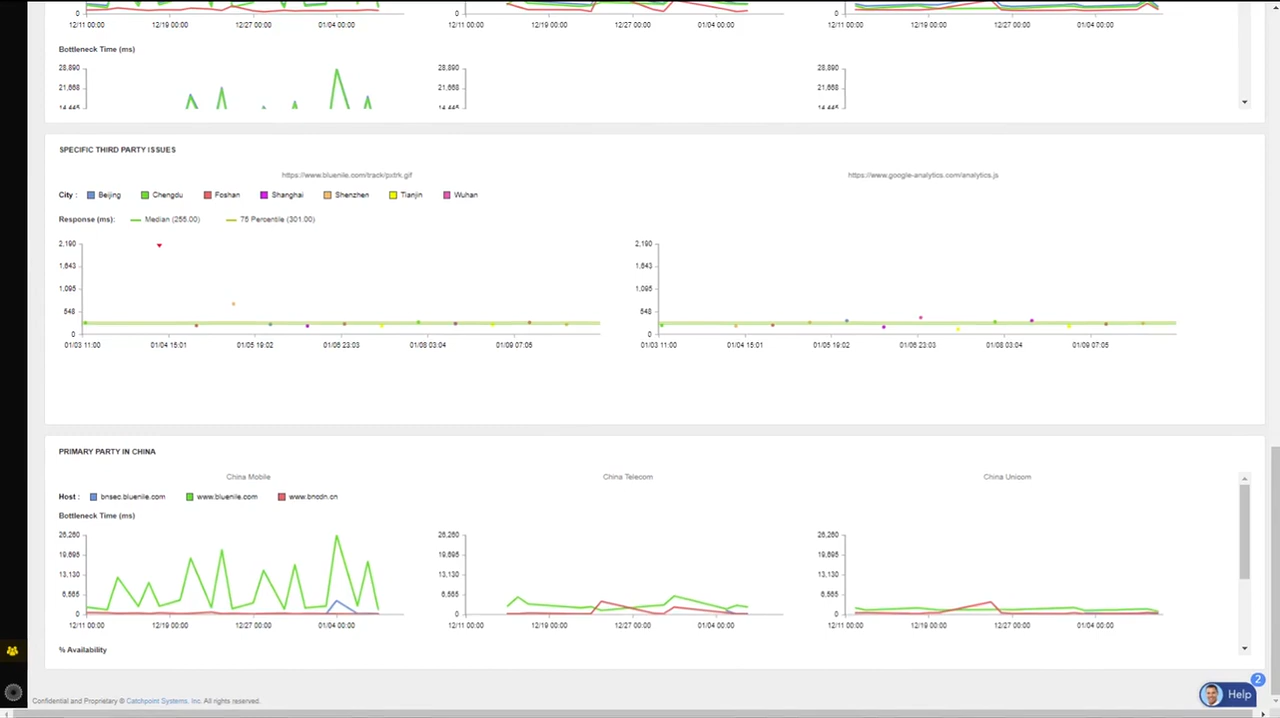 0 0 0
12/11 00:00 12/19 00:00 12/27 00:00 01/04 00:00 12/11 00:00 12/19 00:00 12/27 00:00 01/04 00:00 12/11 00:00 12/19 00:00 12/27 00:00 01/04 00:00
Bottleneck Time (ms)
28,890 28,890 28,890
21,668 21,668 21,668
14,445 14,445 14,445
SPECIFIC THIRD PARTY ISSUES
https://www.bluenile.com/track/pxtrk.gif https://www.google-analytics.com/analytics.js
City : Beijing Chengdu Foshan Shanghai Shenzhen Tianjin Wuhan
Response (ms): Median (255.00) 75 Percentile (301.00)
2,190 2,190
1,643 1,643
1,095 1,095
548 548
0 0
01/03 11:00 01/04 15:01 01/05 19:02 01/06 23:03 01/08 03:04 01/09 07:05 01/03 11:00 01/04 15:01 01/05 19:02 01/06 23:03 01/08 03:04 01/09 07:05
PRIMARY PARTY IN CHINA
China Mobile China Telecom China Unicom
Host : bnsec.bluenile.com www.bluenile.com www.bncdn.cn
Bottleneck Time (ms)
26,260 26,260 26,260
19,695 19,695 19,695
13,130 13,130 13,130
6,565 6,565 6,565
0 0 0
12/11 00:00 12/19 00:00 12/27 00:00 01/04 00:00 12/11 00:00 12/19 00:00 12/27 00:00 01/04 00:00 12/11 00:00 12/19 00:00 12/27 00:00 01/04 00:00
% Availability
Confidential and Proprietary © Catchpoint Systems, Inc. All rights reserved.
2
Help